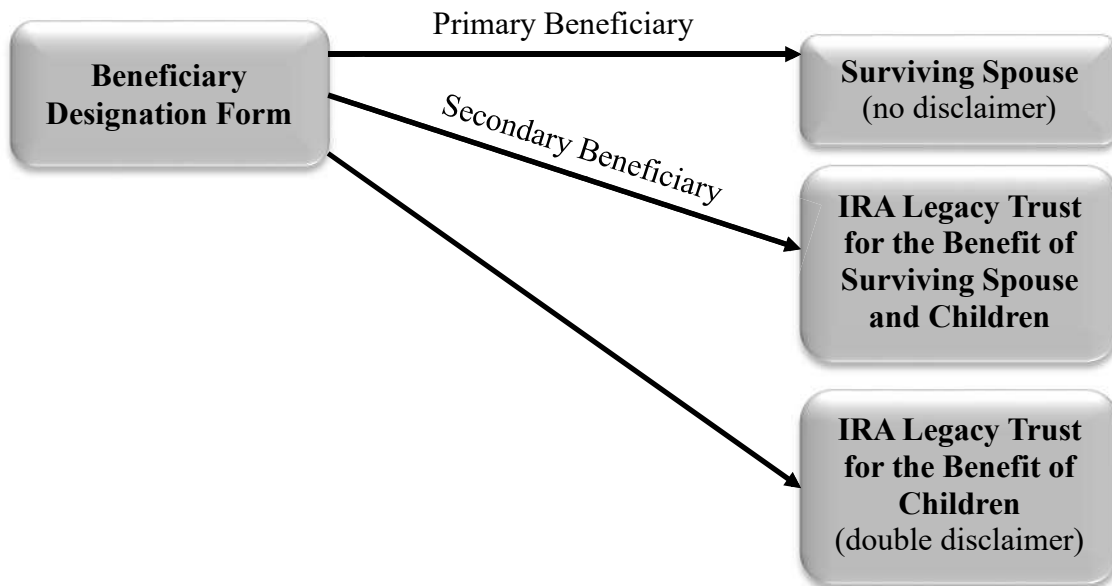 Primary Beneficiary
Beneficiary
Designation Form
Surviving Spouse
(no disclaimer)
Secondary Beneficiary
IRA Legacy Trust
for the Benefit of
Surviving Spouse
and Children
IRA Legacy Trust
for the Benefit of
Children
(double disclaimer)